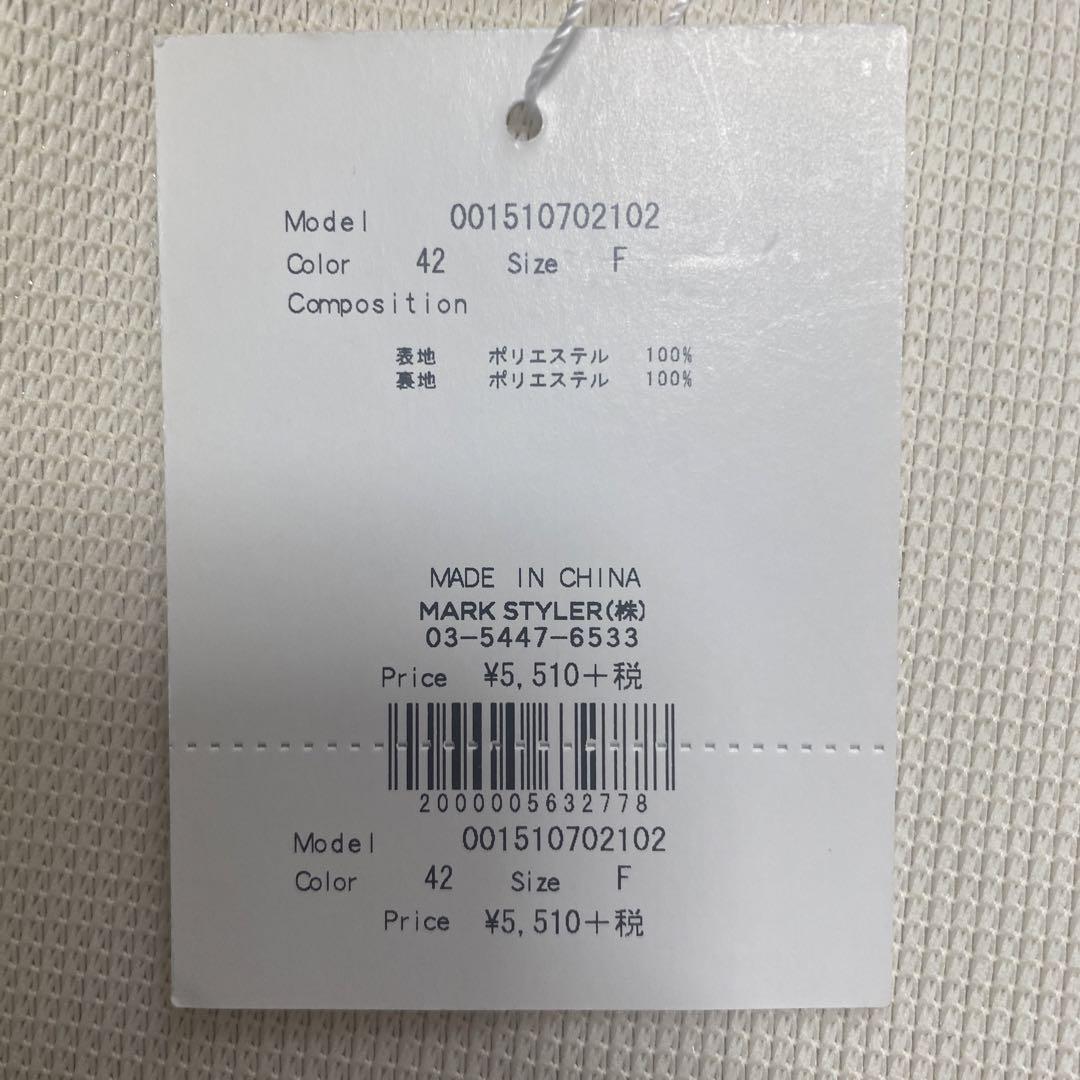 Model 001510702102
Color 42 Size F
Composition
表地 ポリエステル 100%
裏地 ポリエステル 100%
MADE IN CHINA
MARK STYLER(株)
03-5447-6533
Price ¥5,510+税
2000005632778
Model 001510702102
Color 42 Size F
Price ¥5,510+税